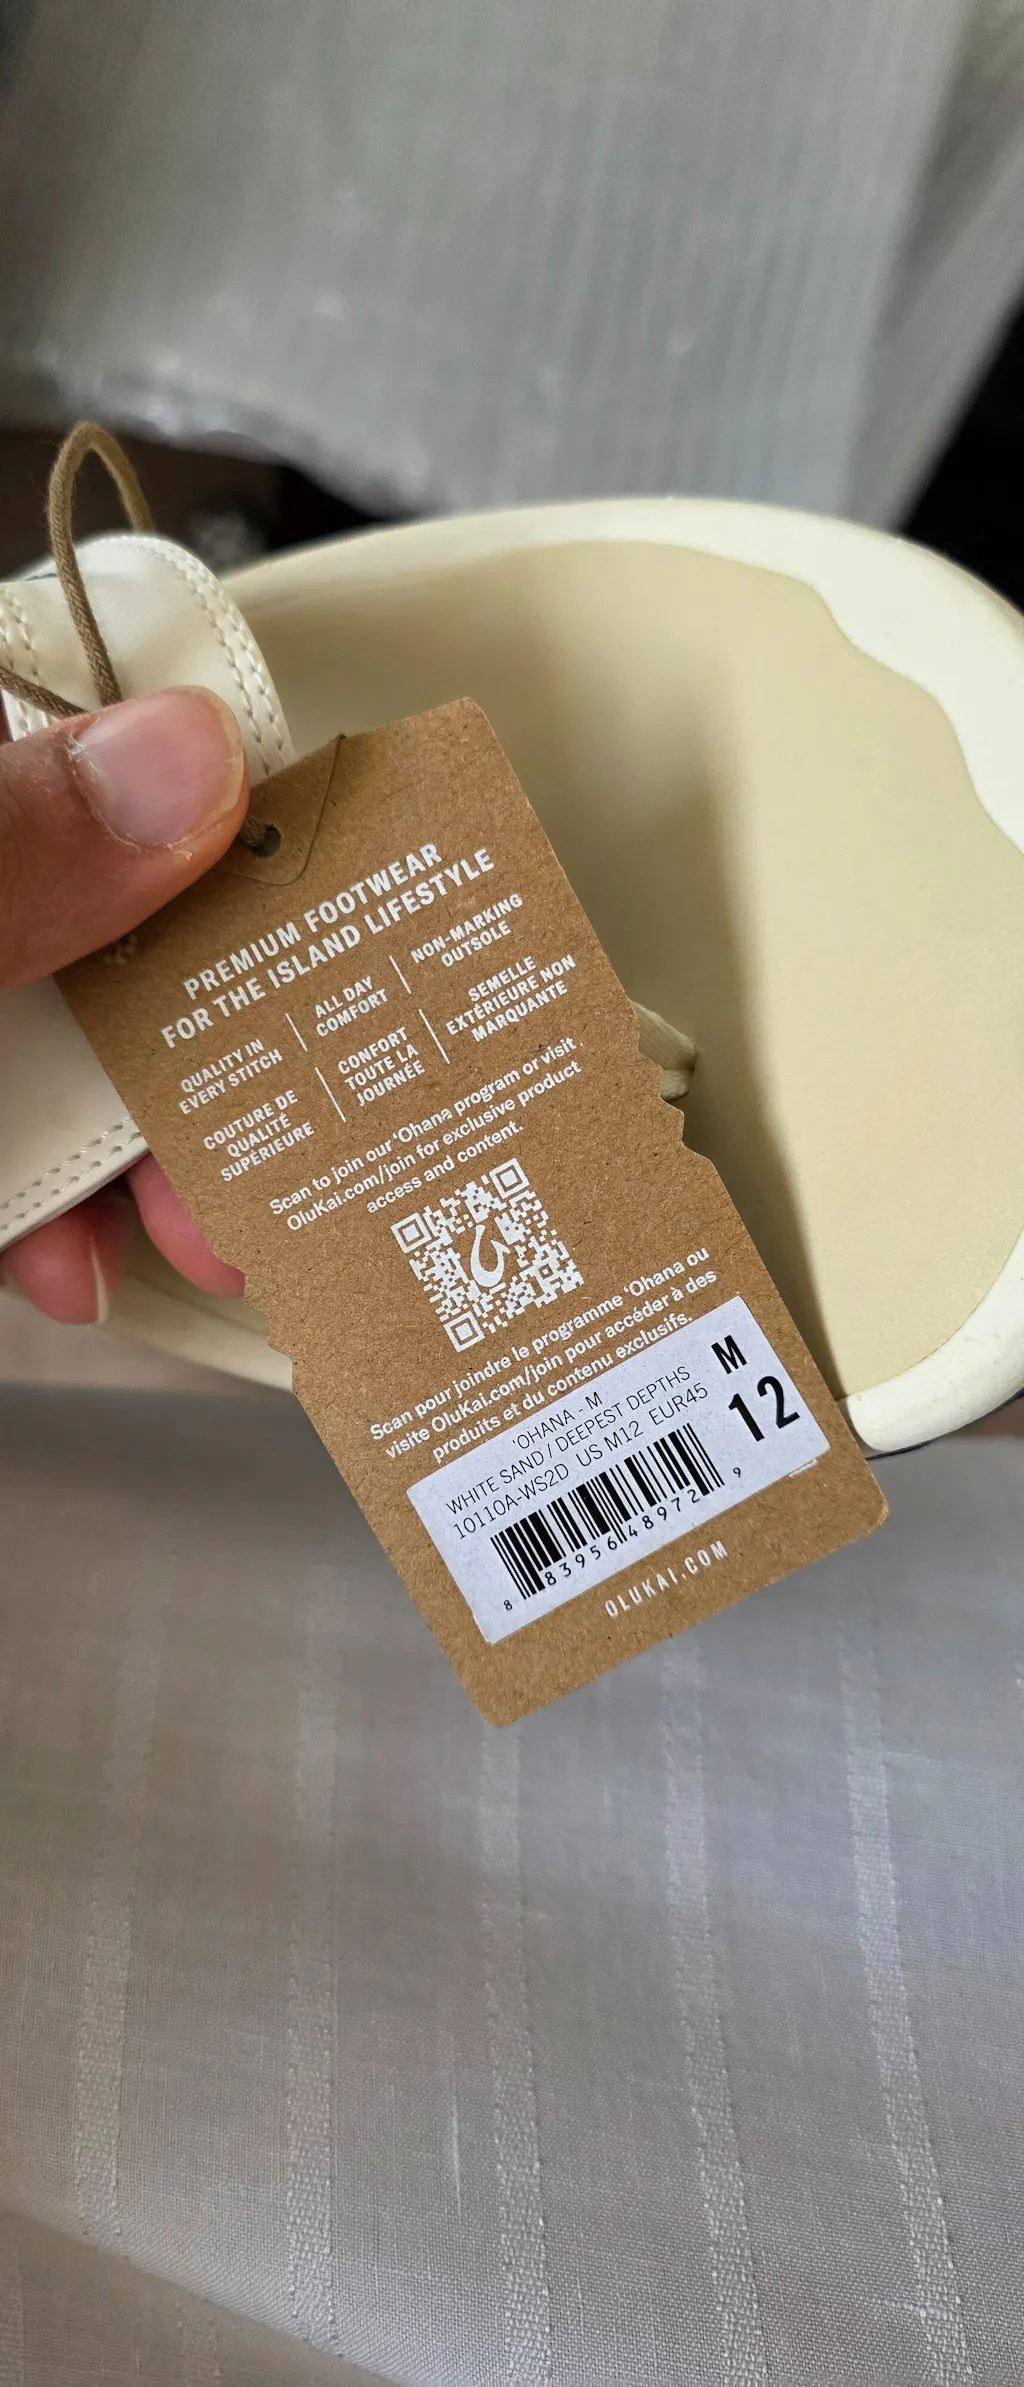 PREMIUM FOOTWEAR
FOR THE ISLAND LIFESTYLE
QUALITY IN
EVERY STITCH
ALL DAY
COMFORT
NON-MARKING
OUTSOLE
COUTURE DE
QUALITÉ
SUPÉRIEURE
CONFORT
TOUTE LA
JOURNÉE
SEMELLE
EXTÉRIEURE NON
MARQUANTE
Scan to join our ‘Ohana program or visit
OluKai.com/join for exclusive product
access and content.
Scan pour joindre le programme ‘Ohana ou
visite OluKai.com/join pour accéder à des
produits et du contenu exclusifs.
'OHANA - M
WHITE SAND / DEEPEST DEPTHS
10110A-WS2D US M12 EUR45
M
12
8 83956 48972 9
OLUKAI.COM